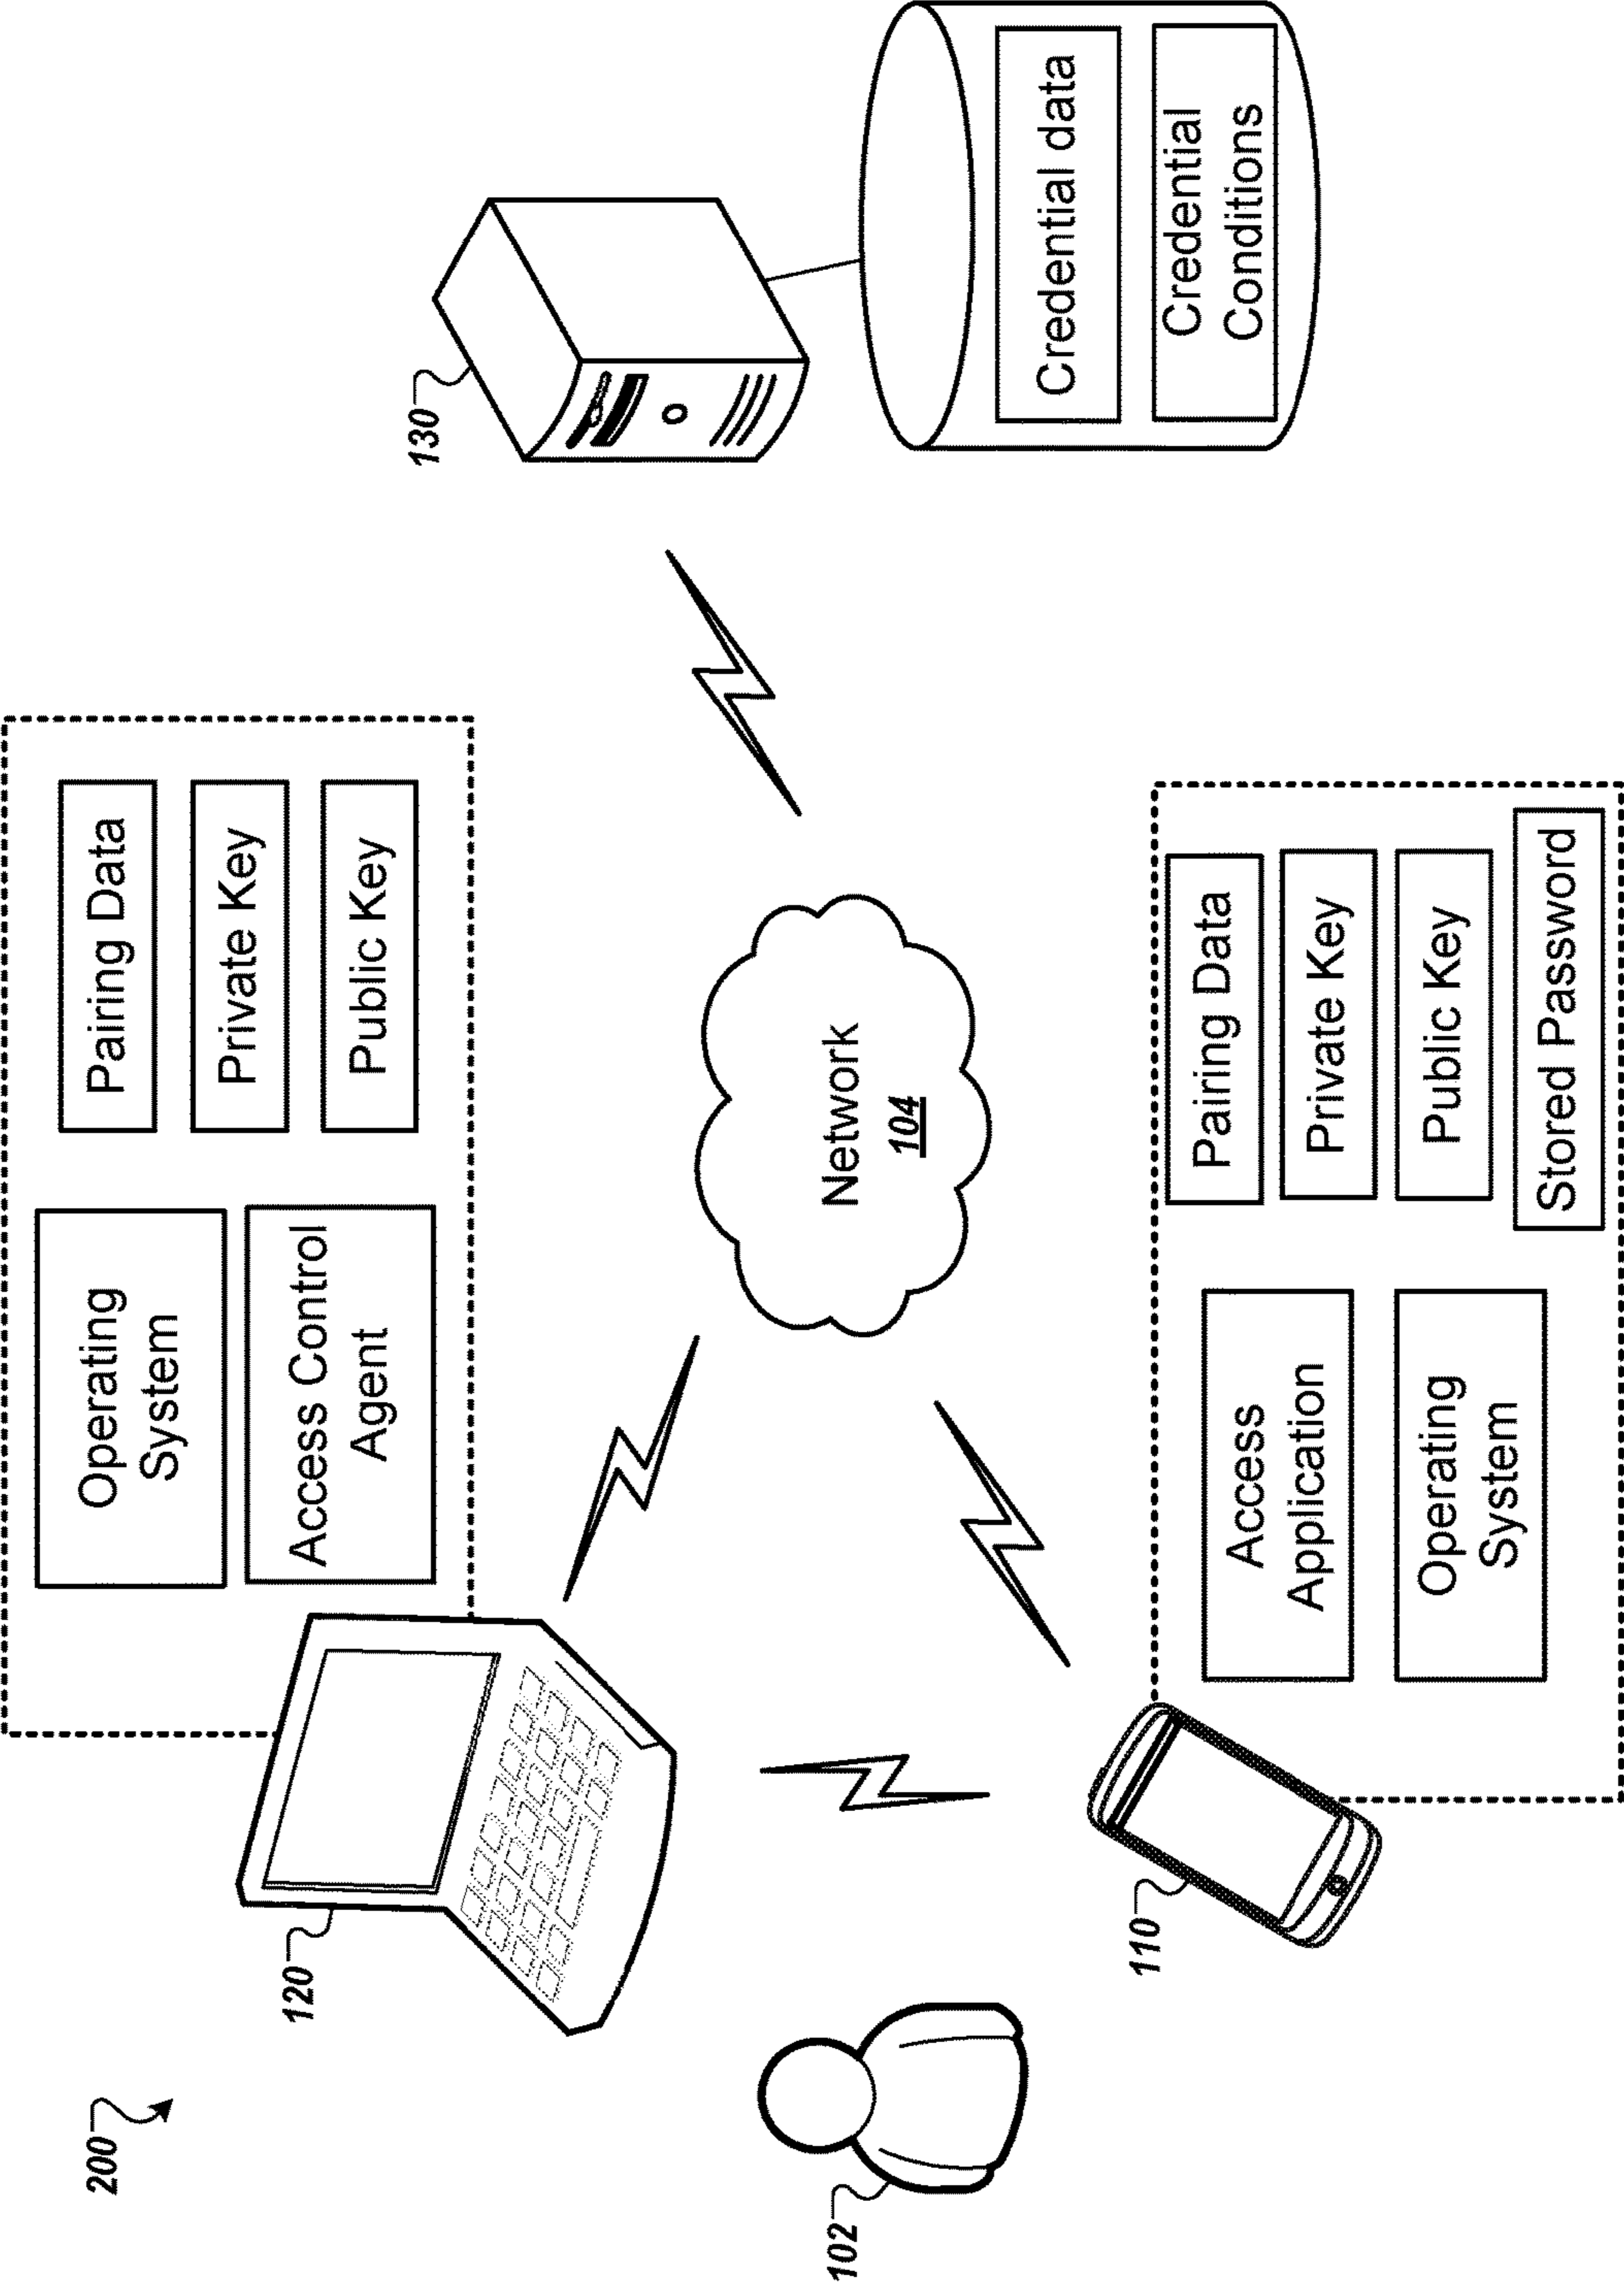 200
120
Operating
System
Access Control
Agent
Pairing Data
Private Key
Public Key
130
Credential data
Credential
Conditions
Network
104
102
110
Access
Application
Operating
System
Pairing Data
Private Key
Public Key
Stored Password